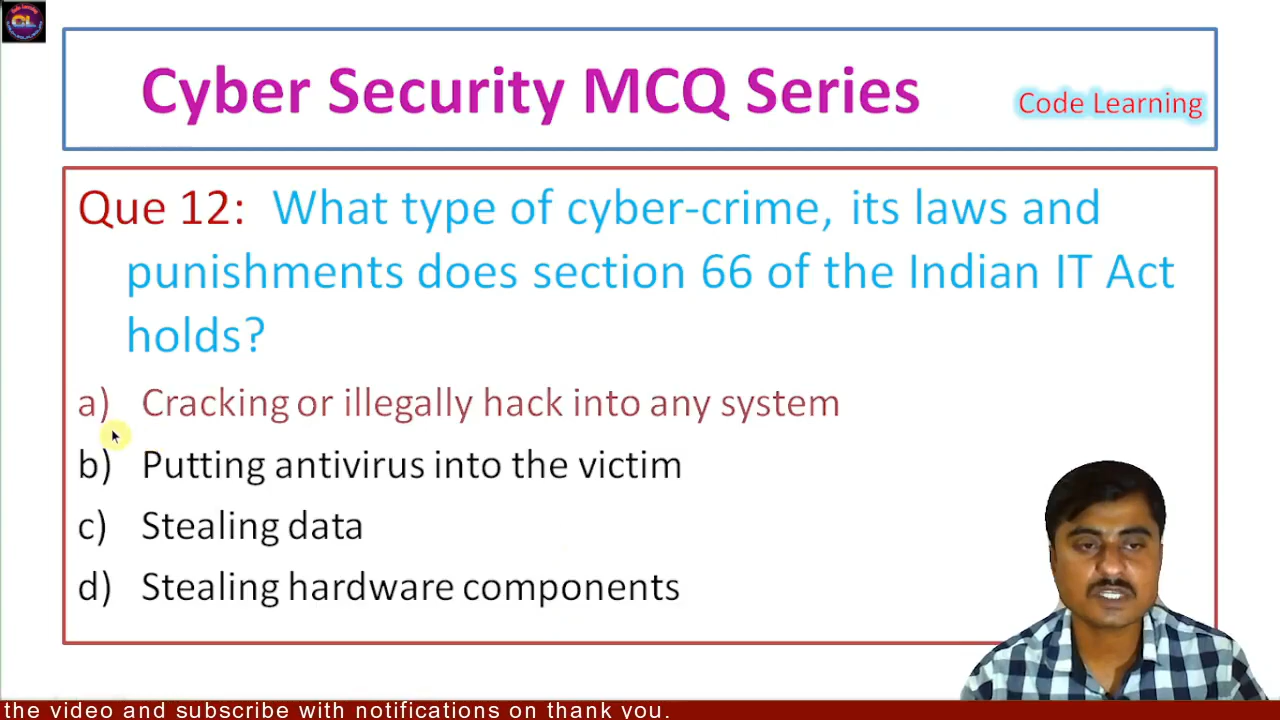 Cyber Security MCQ Series
Code Learning
Que 12: What type of cyber-crime, its laws and
punishments does section 66 of the Indian IT Act
holds?
a) Cracking or illegally hack into any system
b) Putting antivirus into the victim
c) Stealing data
d) Stealing hardware components
the video and subscribe with notifications on thank you.